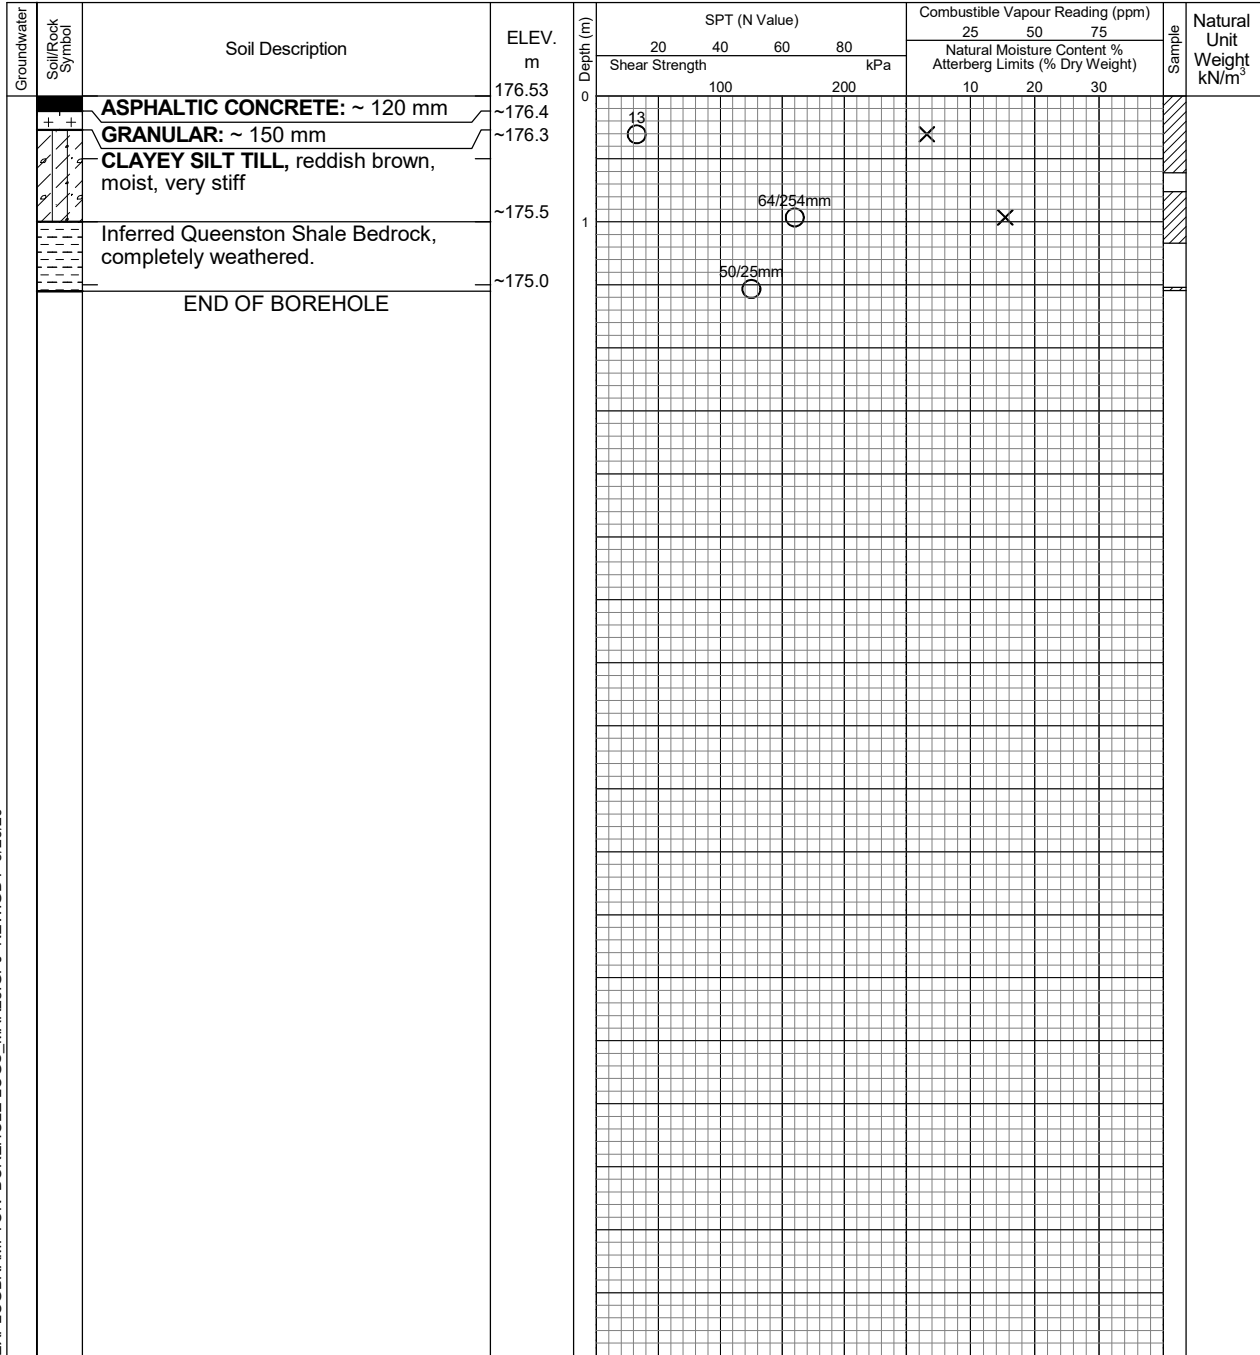 Groundwater
Soil/Rock
Symbol
Soil Description
ELEV.
m
Depth (m)
SPT (N Value)
20 40 60 80
Shear Strength kPa
100 200
Combustible Vapour Reading (ppm)
25 50 75
Natural Moisture Content %
Atterberg Limits (% Dry Weight)
10 20 30
Sample
Natural
Unit
Weight
kN/m³
176.53
0
ASPHALTIC CONCRETE: ~ 120 mm
~176.4
GRANULAR: ~ 150 mm
~176.3
13
CLAYEY SILT TILL, reddish brown,
moist, very stiff
~175.5
64/254mm
1
Inferred Queenston Shale Bedrock,
completely weathered.
~175.0
50/25mm
END OF BOREHOLE